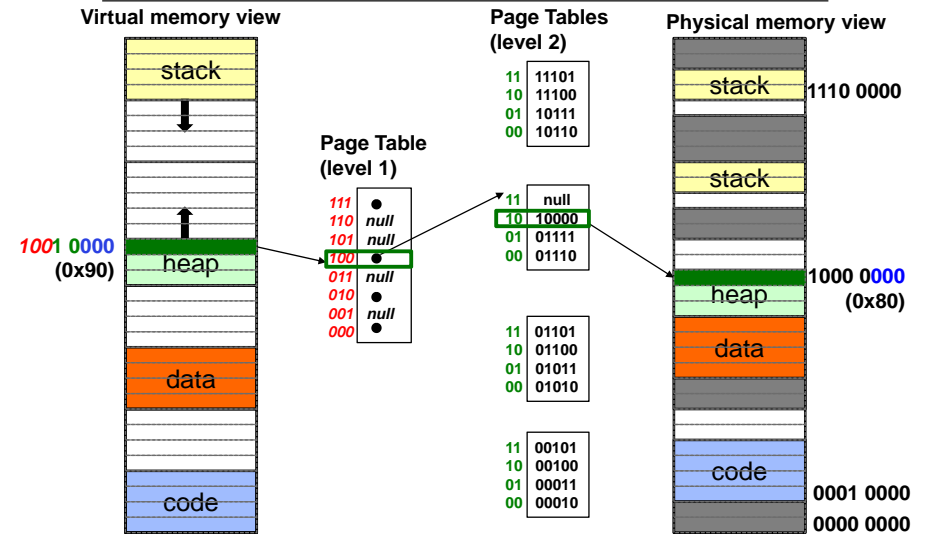 Virtual memory view
stack
1001 0000
(0x90)
heap
data
code
Page Table
(level 1)
111
110 null
101 null
100
011 null
010
001 null
000
Page Tables
(level 2)
11 11101
10 11100
01 10111
00 10110
11 null
10 10000
01 01111
00 01110
11 01101
10 01100
01 01011
00 01010
11 00101
10 00100
01 00011
00 00010
Physical memory view
stack
1110 0000
stack
1000 0000
(0x80)
heap
data
code
0001 0000
0000 0000